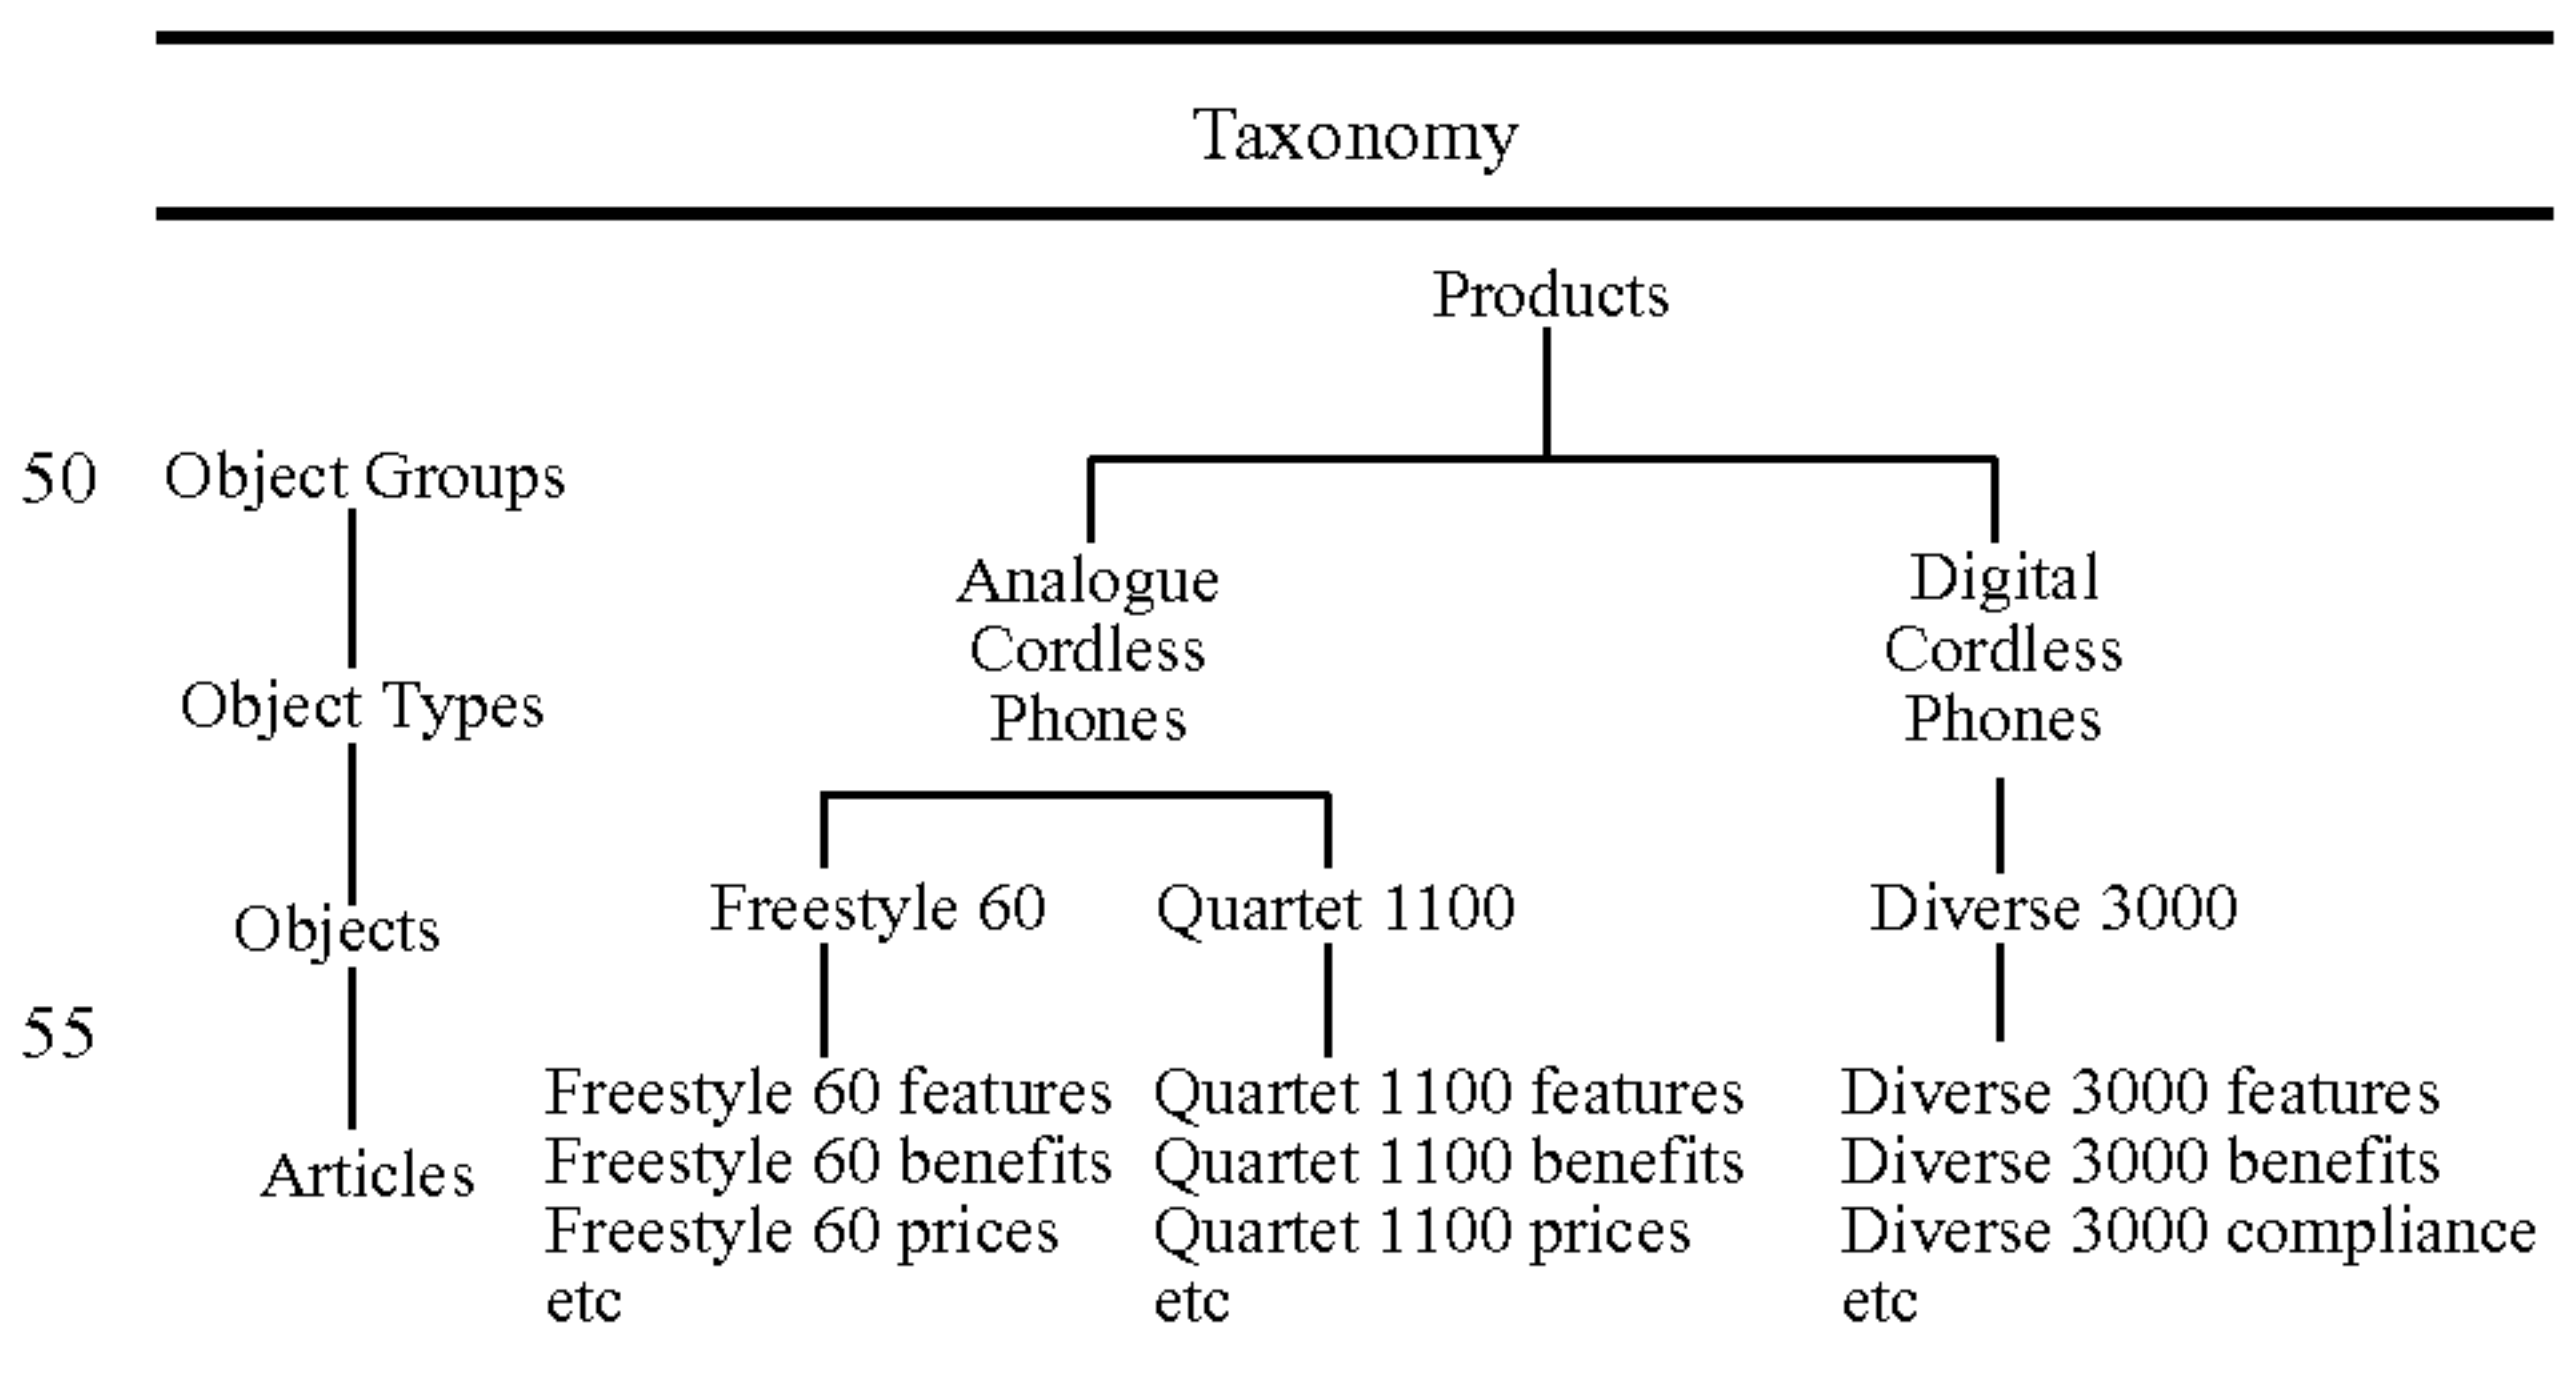 Taxonomy
Products
50 Object Groups
Analogue
Cordless
Phones
Digital
Cordless
Phones
Object Types
Freestyle 60
Quartet 1100
Diverse 3000
Objects
55
Articles
Freestyle 60 features
Freestyle 60 benefits
Freestyle 60 prices
etc
Quartet 1100 features
Quartet 1100 benefits
Quartet 1100 prices
etc
Diverse 3000 features
Diverse 3000 benefits
Diverse 3000 compliance
etc